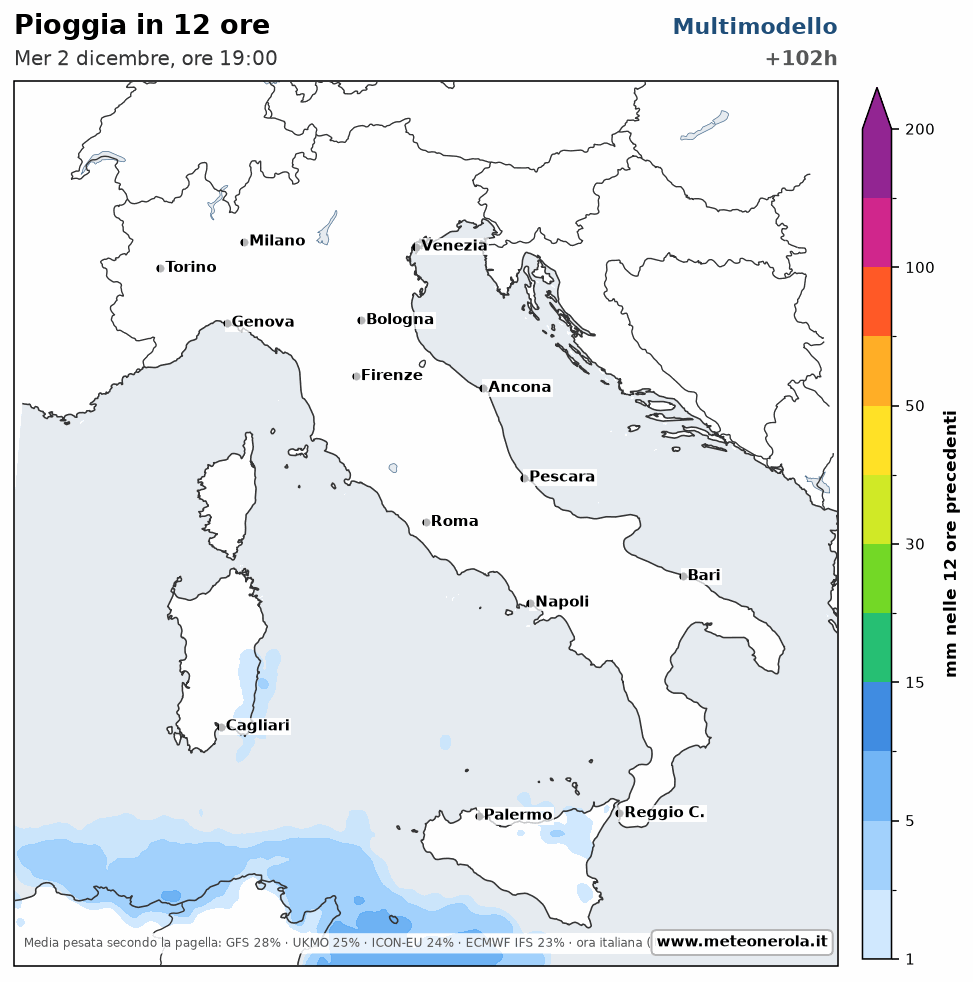 Pioggia in 12 ore
Multimodello
Mer 2 dicembre, ore 19:00
+102h
200
Milano
Venezia
Torino
100
Genova
Bologna
Firenze
Ancona
50
Pescara
Roma
30
Bari
Napoli
15
Cagliari
Palermo
Reggio C.
5
1
mm nelle 12 ore precedenti
Media pesata secondo la pagella: GFS 28% · UKMO 25% · ICON-EU 24% · ECMWF IFS 23% · ora italiana (
www.meteonerola.it